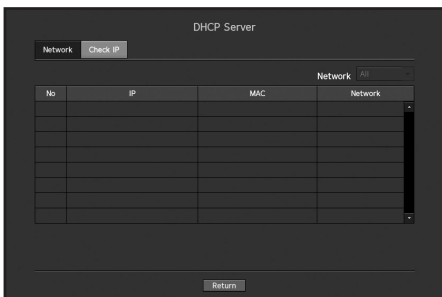 DHCP Server
Network Check IP
Network All
No IP MAC Network
Return